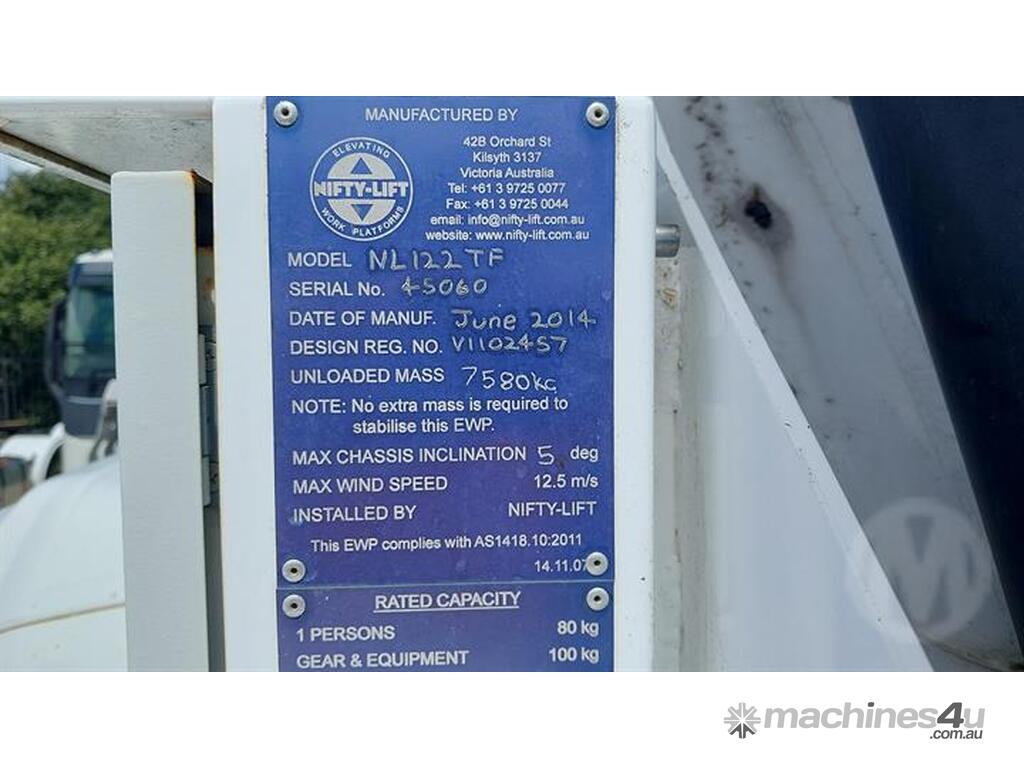 MANUFACTURED BY
ELEVATING
NIFTY-LIFT
WORK PLATFORMS
42B Orchard St
Kilsyth 3137
Victoria Australia
Tel: +61 3 9725 0077
Fax: +61 3 9725 0044
email: info@nifty-lift.com.au
website: www.nifty-lift.com.au
MODEL NL122TF
SERIAL No. 45060
DATE OF MANUF. June 2014
DESIGN REG. NO. V1102457
UNLOADED MASS 7580kg
NOTE: No extra mass is required to
stabilise this EWP.
MAX CHASSIS INCLINATION 5 deg
MAX WIND SPEED 12.5 m/s
INSTALLED BY NIFTY-LIFT
This EWP complies with AS1418.10:2011
14.11.07
RATED CAPACITY
1 PERSONS 80 kg
GEAR & EQUIPMENT 100 kg
machines4u
.com.au